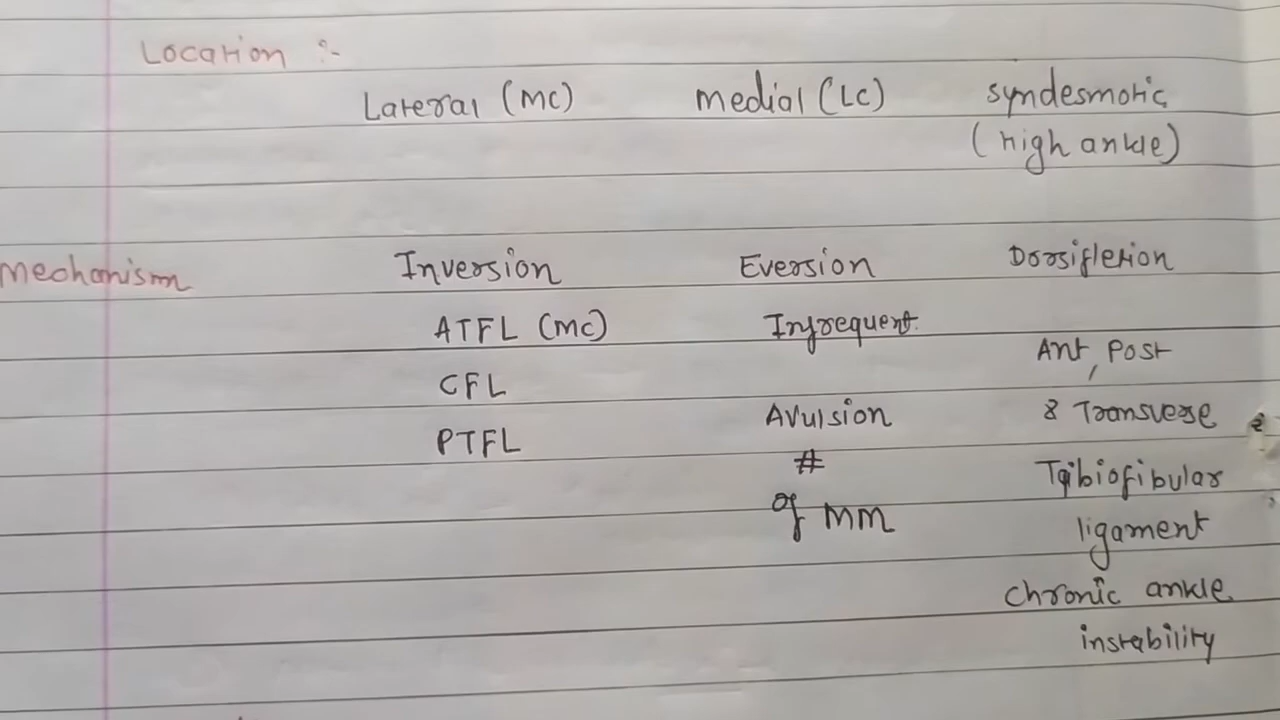 Location :-
Lateral (MC) Medial (LC) Syndesmotic
(high ankle)
Mechanism Inversion Eversion Dorsiflexion
ATFL (MC) Infrequent.
Ant, Post
CFL
Avulsion & Transverse
PTFL
# Tibiofibular
of MM ligament
chronic ankle
instability